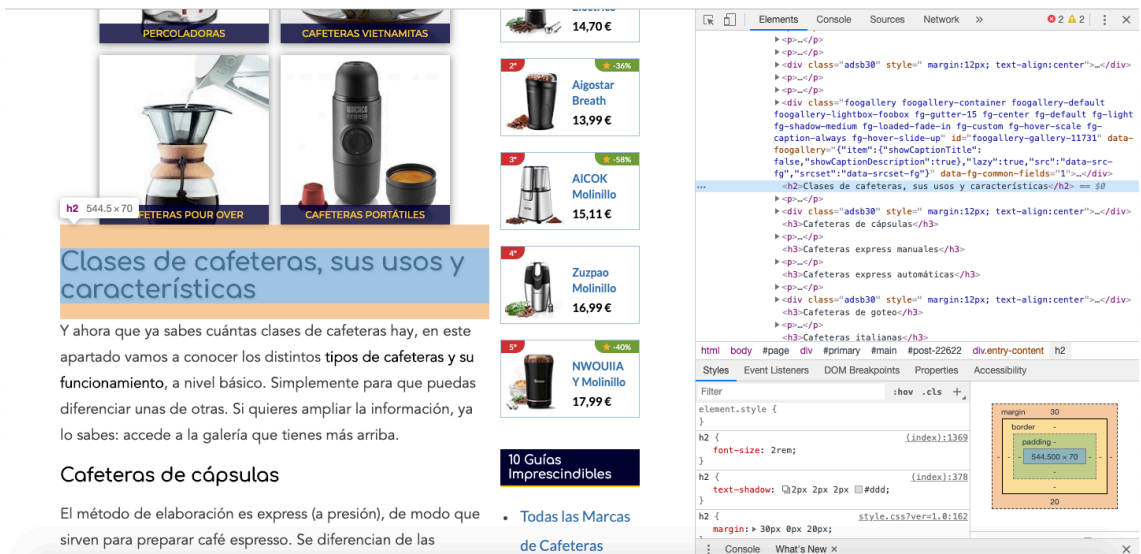 PERCOLADORAS
CAFETERAS VIETNAMITAS
h2 544.5 × 70
ETERAS POUR OVER
CAFETERAS PORTÁTILES
Clases de cafeteras, sus usos y
características
Y ahora que ya sabes cuántas clases de cafeteras hay, en este
apartado vamos a conocer los distintos tipos de cafeteras y su
funcionamiento, a nivel básico. Simplemente para que puedas
diferenciar unas de otras. Si quieres ampliar la información, ya
lo sabes: accede a la galería que tienes más arriba.
Cafeteras de cápsulas
El método de elaboración es express (a presión), de modo que
sirven para preparar café espresso. Se diferencian de las
14,70 €
2º
-36%
Aigostar
Breath
13,99 €
3º
-58%
AICOK
Molinillo
15,11 €
4º
Zuzpao
Molinillo
16,99 €
5º
-40%
NWOUIIA
Y Molinillo
17,99 €
10 Guías
Imprescindibles
• Todas las Marcas
de Cafeteras
Elements Console Sources Network » 2 2
<p>…</p>
<p>…</p>
<div class="adsb30" style=" margin:12px; text-align:center">…</div>
<p>…</p>
<p>…</p>
<div class="foogallery foogallery-container foogallery-default
foogallery-lightbox-foobox fg-gutter-15 fg-center fg-default fg-light
fg-shadow-medium fg-loaded-fade-in fg-custom fg-hover-scale fg-
caption-always fg-hover-slide-up" id="foogallery-gallery-11731" data-
foogallery="{"item":{"showCaptionTitle":
false,"showCaptionDescription":true},"lazy":true,"src":"data-src-
fg","srcset":"data-srcset-fg"}" data-fg-common-fields="1">…</div>
… <h2>Clases de cafeteras, sus usos y características</h2> == $0
<p>…</p>
<div class="adsb30" style=" margin:12px; text-align:center">…</div>
<h3>Cafeteras de cápsulas</h3>
<p>…</p>
<h3>Cafeteras express manuales</h3>
<p>…</p>
<h3>Cafeteras express automáticas</h3>
<p>…</p>
<div class="adsb30" style=" margin:12px; text-align:center">…</div>
<h3>Cafeteras de goteo</h3>
<p>…</p>
<h3>Cafeteras italianas</h3>
html body #page div #primary #main #post-22622 div.entry-content h2
Styles Event Listeners DOM Breakpoints Properties Accessibility
Filter :hov .cls +
element.style {
}
h2 { (index):1369
font-size: 2rem;
}
h2 { (index):378
text-shadow: 2px 2px 2px #ddd;
}
h2 { style.css?ver=1.0:162
margin: 30px 0px 20px;
margin 30
border -
padding -
- - - 544.500 × 70 - - -
-
-
20
Console What's New ×